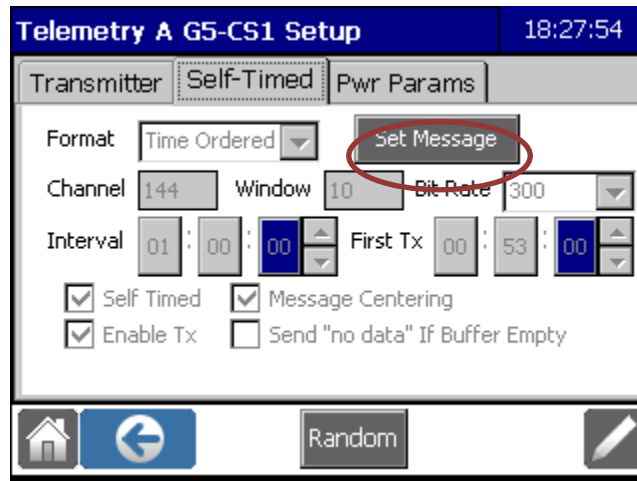 Telemetry A G5-CS1 Setup 18:27:54
Transmitter Self-Timed Pwr Params
Format Time Ordered Set Message
Channel 144 Window 10 Bit Rate 300
Interval 01 : 00 : 00 First Tx 00 : 53 : 00
Self Timed Message Centering
Enable Tx Send "no data" If Buffer Empty
Random